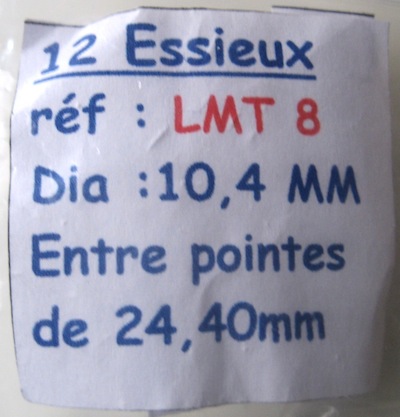 12 Essieux
réf : LMT 8
Dia :10,4 MM
Entre pointes
de 24,40mm